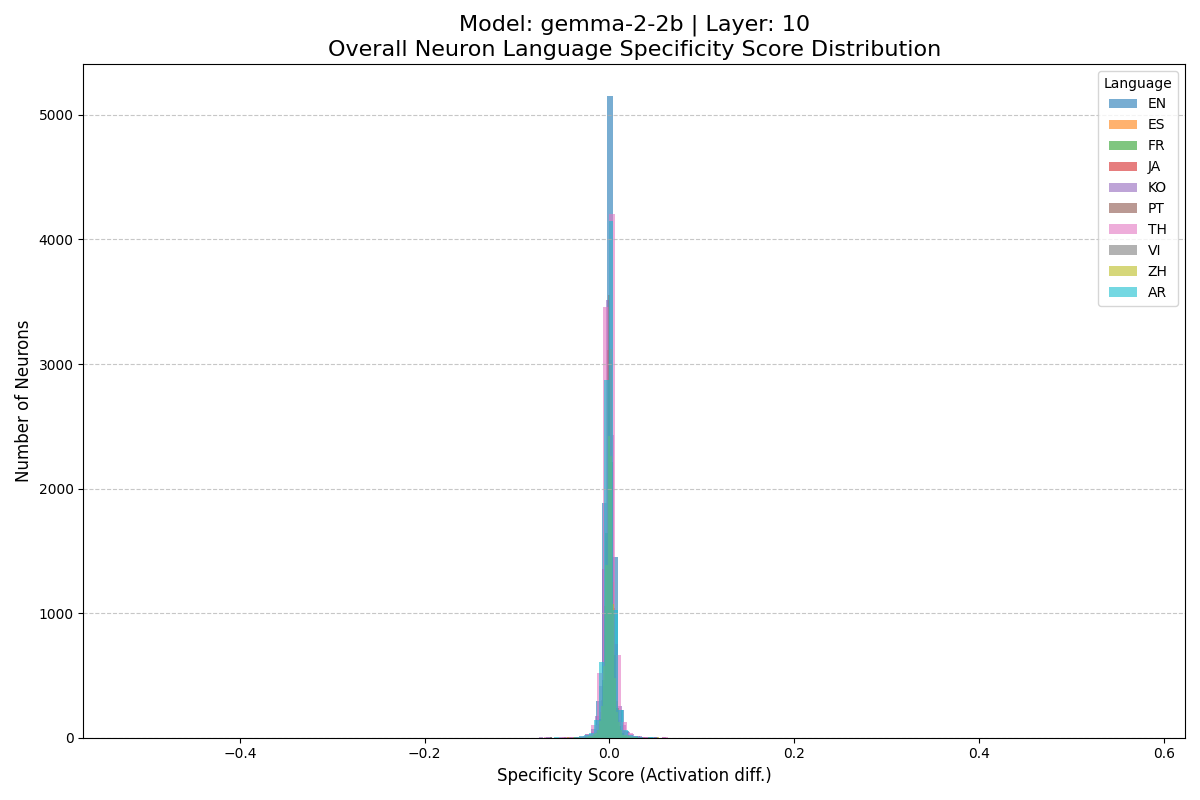 Model: gemma-2-2b | Layer: 10
Overall Neuron Language Specificity Score Distribution
Language
EN
ES
FR
JA
KO
PT
TH
VI
ZH
AR
5000
4000
3000
2000
1000
0
Number of Neurons
−0.4 −0.2 0.0 0.2 0.4 0.6
Specificity Score (Activation diff.)